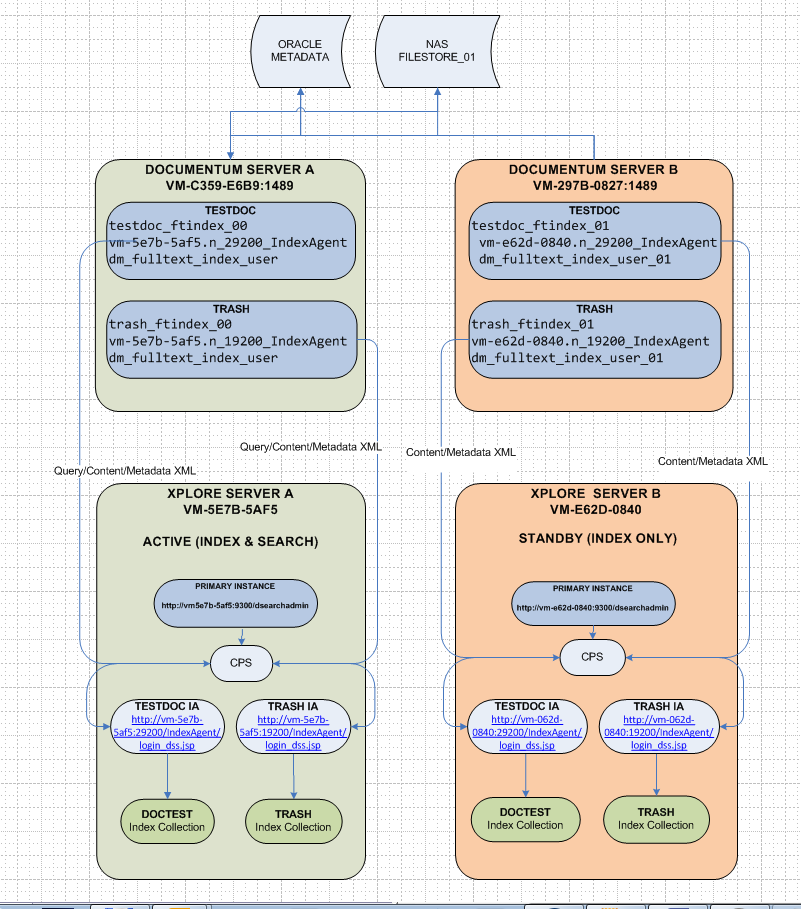 ORACLE
METADATA
NAS
FILESTORE_01
DOCUMENTUM SERVER A
VM-C359-E6B9:1489
TESTDOC
testdoc_ftindex_00
vm-5e7b-5af5.n_29200_IndexAgent
dm_fulltext_index_user
TRASH
trash_ftindex_00
vm-5e7b-5af5.n_19200_IndexAgent
dm_fulltext_index_user
DOCUMENTUM SERVER B
VM-297B-0827:1489
TESTDOC
testdoc_ftindex_01
vm-e62d-0840.n_29200_IndexAgent
dm_fulltext_index_user_01
TRASH
trash_ftindex_01
vm-e62d-0840.n_19200_IndexAgent
dm_fulltext_index_user_01
Query/Content/Metadata XML
Query/Content/Metadata XML
Content/Metadata XML
Content/Metadata XML
XPLORE SERVER A
VM-5E7B-5AF5
ACTIVE (INDEX & SEARCH)
PRIMARY INSTANCE
http://vm5e7b-5af5:9300/dsearchadmin
CPS
TESTDOC IA
http://vm-5e7b-
5af5:29200/IndexAgent/
login_dss.jsp
TRASH IA
http://vm-5e7b-
5af5:19200/IndexAgent/
login_dss.jsp
DOCTEST
Index Collection
TRASH
Index Collection
XPLORE SERVER B
VM-E62D-0840
STANDBY (INDEX ONLY)
PRIMARY INSTANCE
http://vm-e62d-0840:9300/dsearchadmin
CPS
TESTDOC IA
http://vm-062d-
0840:29200/IndexAgent/
login_dss.jsp
TRASH IA
http://vm-062d-
0840:19200/IndexAgent/
login_dss.jsp
DOCTEST
Index Collection
TRASH
Index Collection